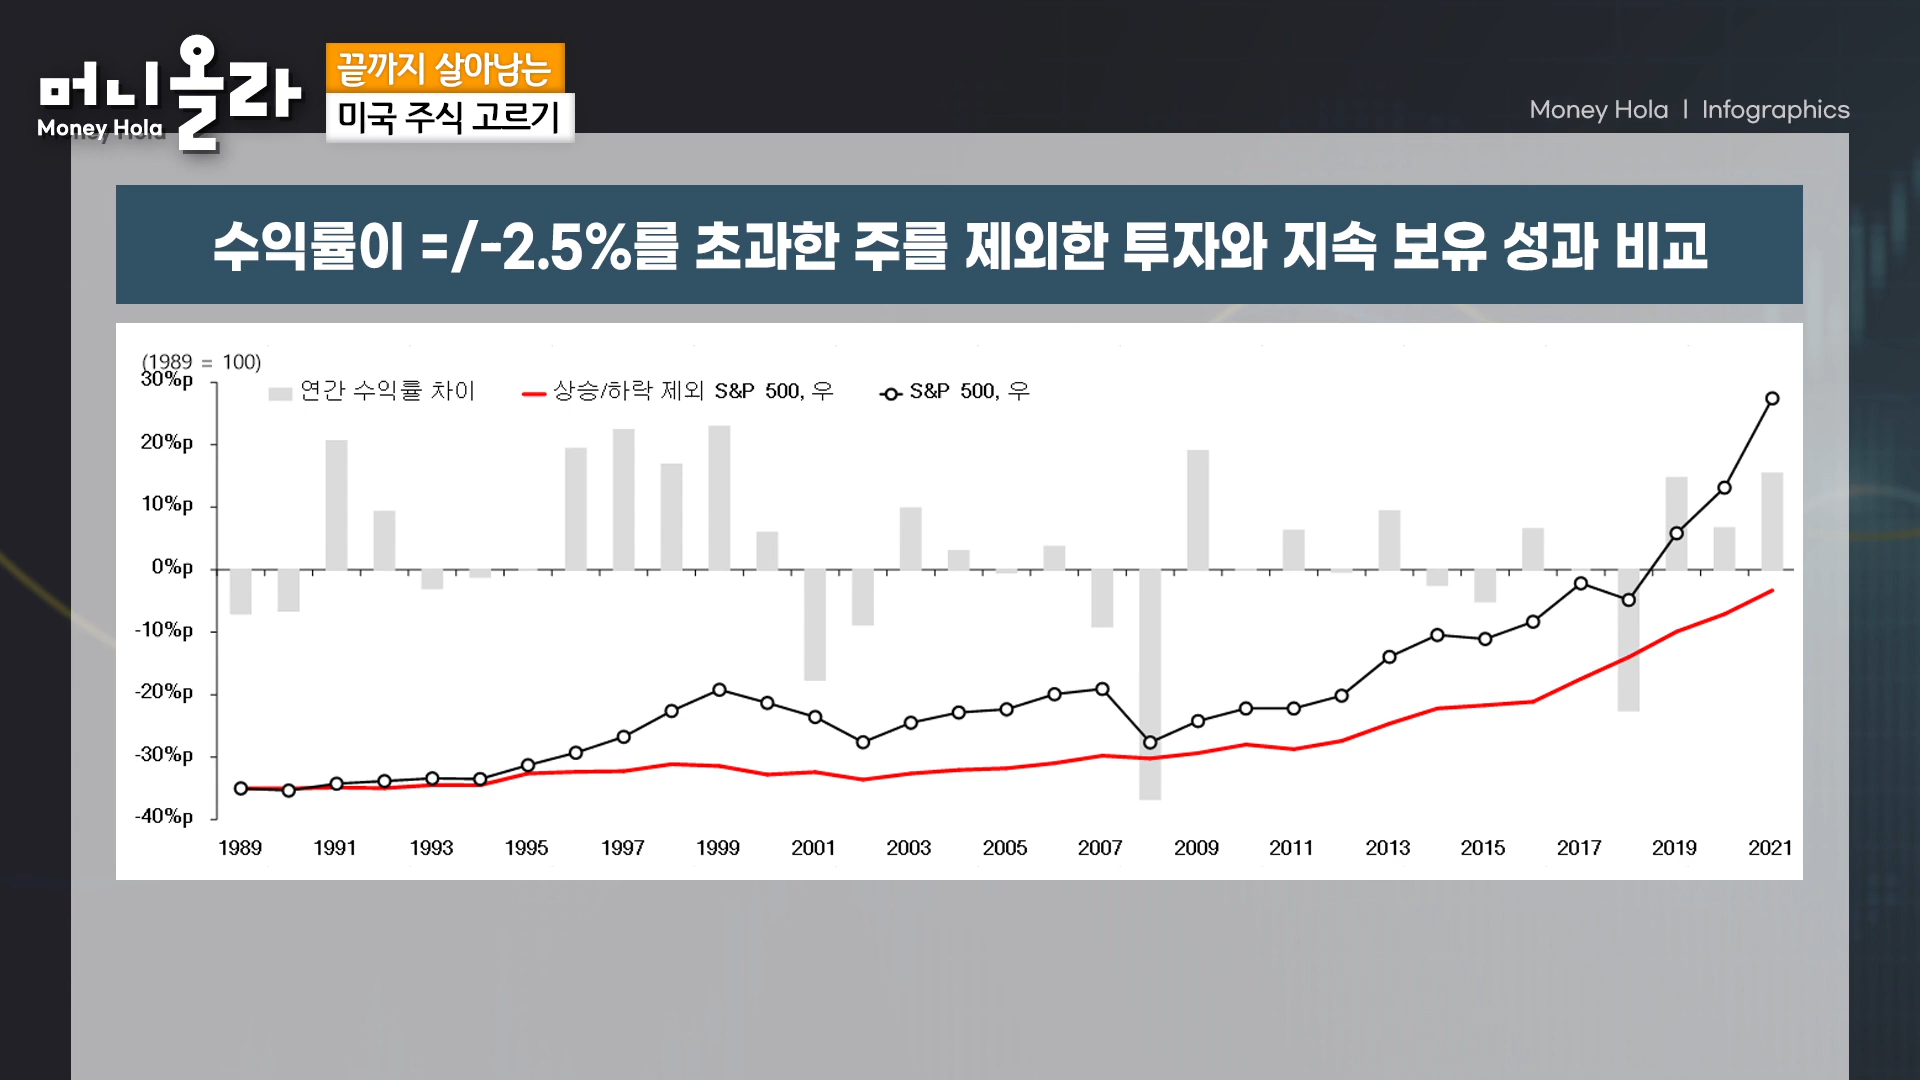 머니올라
Money Hola
끝까지 살아남는
미국 주식 고르기
Money Hola | Infographics
수익률이 =/-2.5%를 초과한 주를 제외한 투자와 지속 보유 성과 비교
(1989 = 100)
연간 수익률 차이 상승/하락 제외 S&P 500, 우 S&P 500, 우
30%p
20%p
10%p
0%p
-10%p
-20%p
-30%p
-40%p
1989 1991 1993 1995 1997 1999 2001 2003 2005 2007 2009 2011 2013 2015 2017 2019 2021